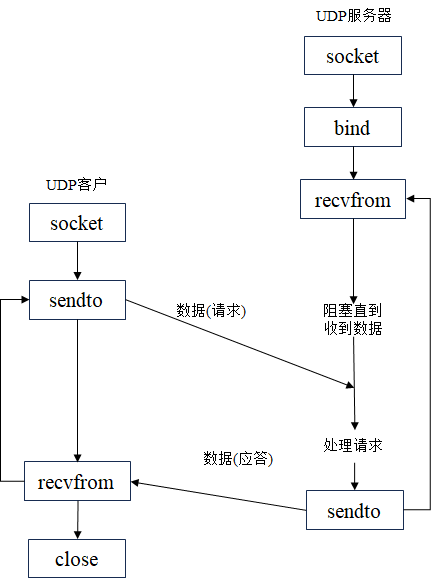 UDP服务器
socket
bind
recvfrom
阻塞直到
收到数据
处理请求
sendto
UDP客户
socket
sendto
数据(请求)
数据(应答)
recvfrom
close